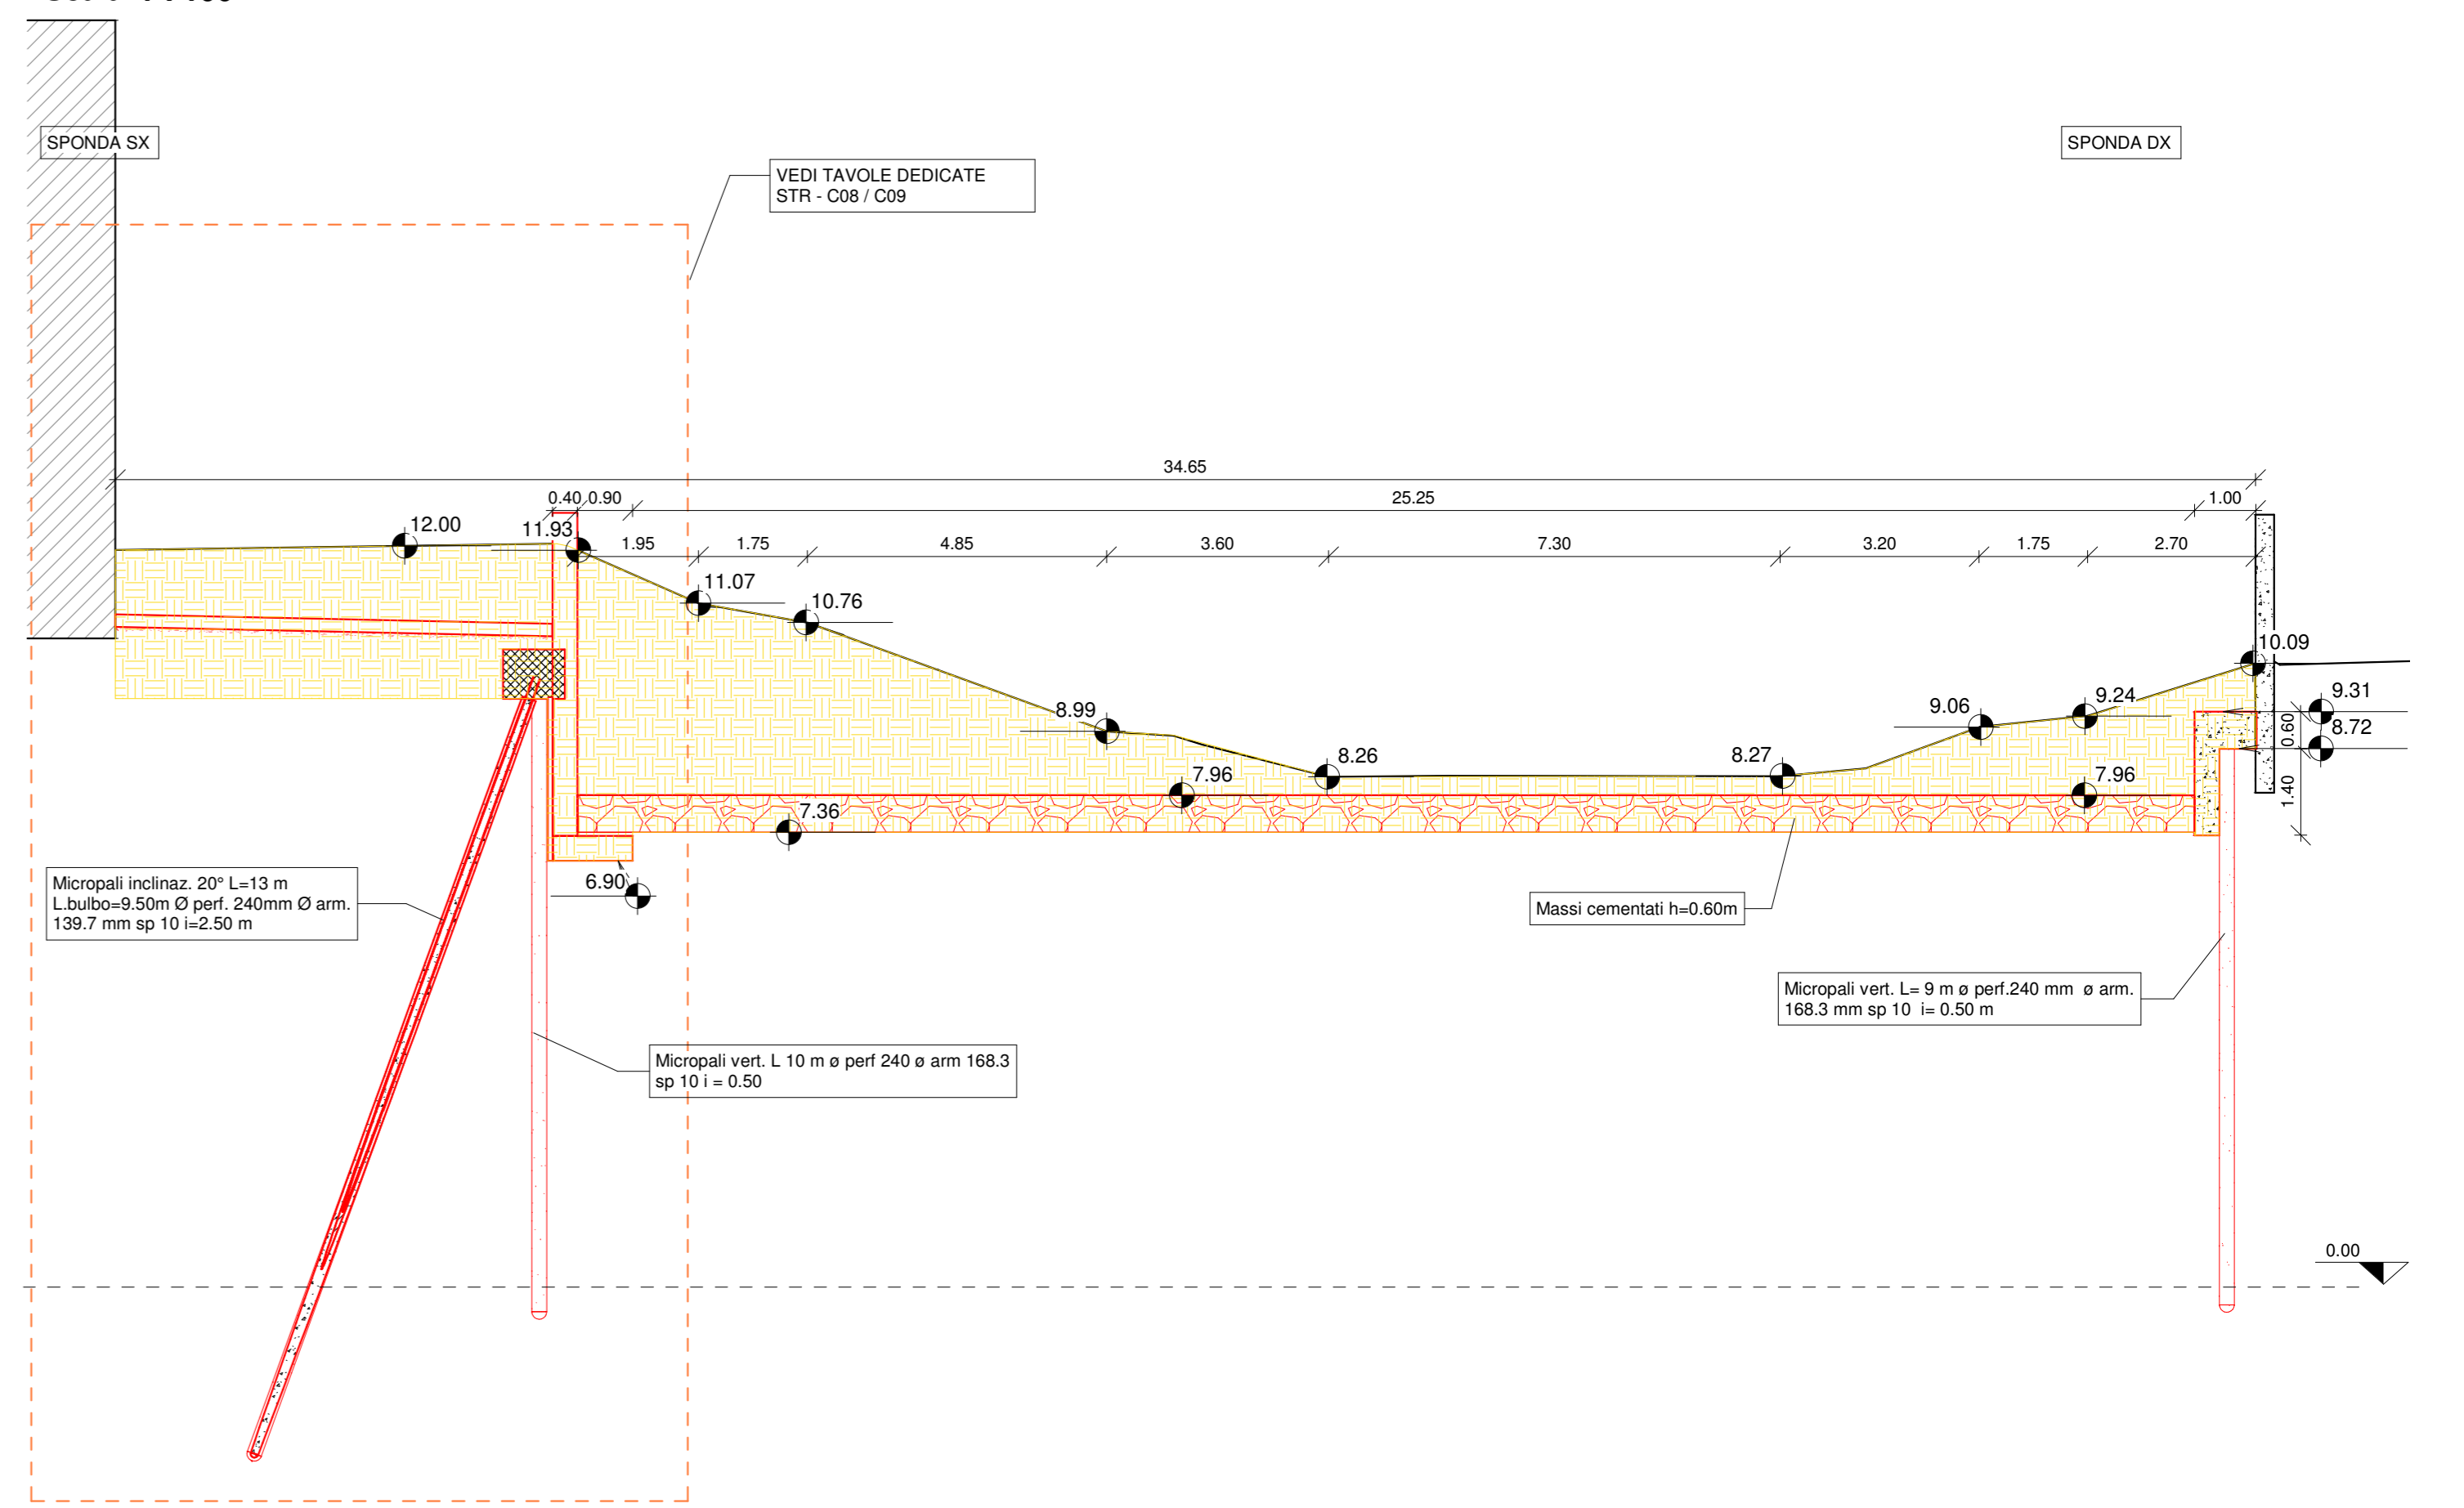 SPONDA SX
SPONDA DX
VEDI TAVOLE DEDICATE
STR - C08 / C09
34.65
0.40
0.90
25.25
1.00
12.00
11.93
1.95
1.75
4.85
3.60
7.30
3.20
1.75
2.70
11.07
10.76
10.09
8.99
9.06
9.24
9.31
0.60
8.72
8.26
8.27
7.96
7.96
1.40
7.36
6.90
Micropali inclinaz. 20° L=13 m
L.bulbo=9.50m Ø perf. 240mm Ø arm.
139.7 mm sp 10 i=2.50 m
Massi cementati h=0.60m
Micropali vert. L= 9 m ø perf.240 mm ø arm.
168.3 mm sp 10 i= 0.50 m
Micropali vert. L 10 m ø perf 240 ø arm 168.3
sp 10 i = 0.50
0.00